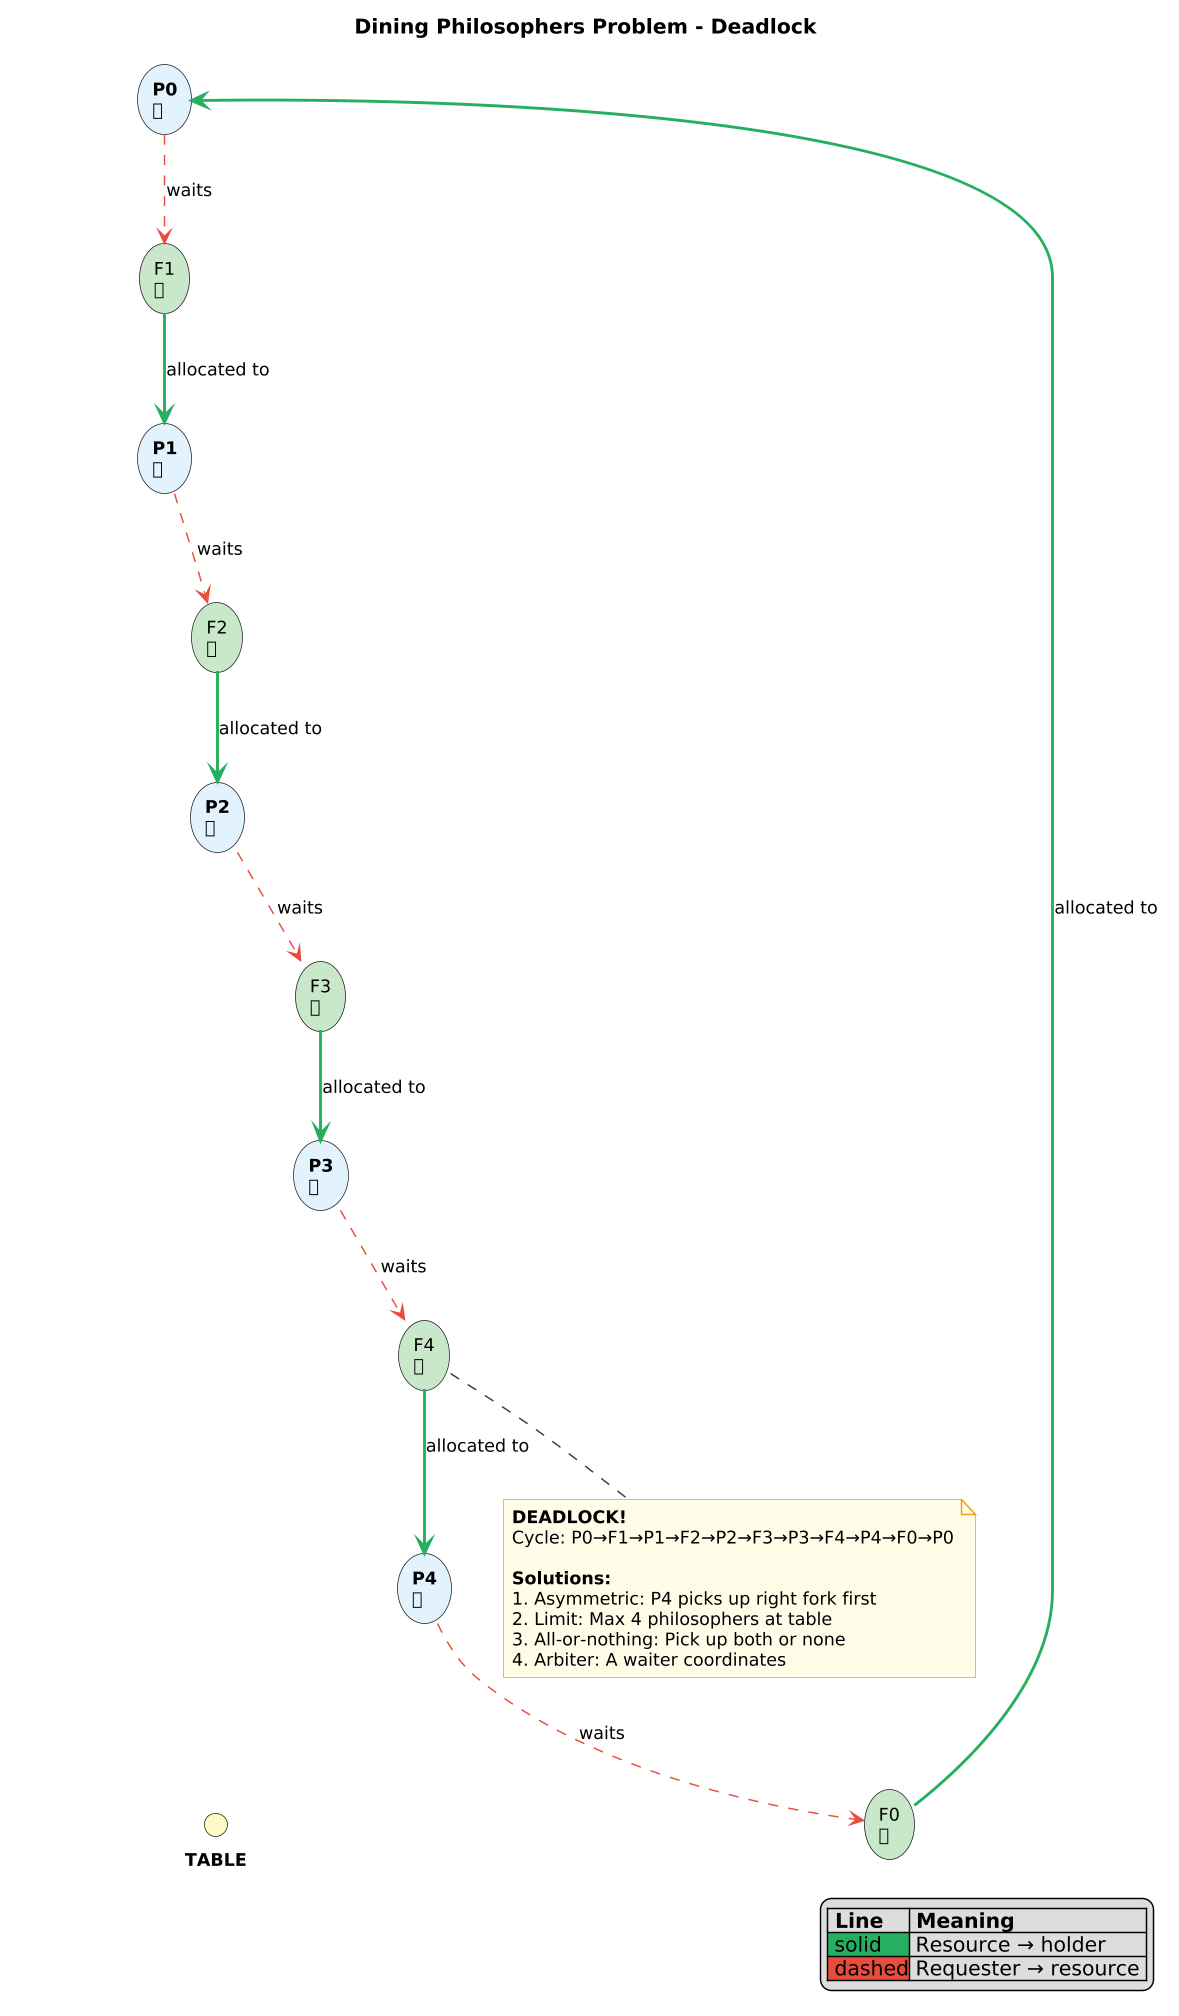 Dining Philosophers Problem - Deadlock
P0
waits
F1
allocated to
P1
waits
F2
allocated to
P2
waits
allocated to
F3
allocated to
P3
waits
F4
allocated to
DEADLOCK!
Cycle: P0→F1→P1→F2→P2→F3→P3→F4→P4→F0→P0
Solutions:
1. Asymmetric: P4 picks up right fork first
2. Limit: Max 4 philosophers at table
3. All-or-nothing: Pick up both or none
4. Arbiter: A waiter coordinates
P4
waits
F0
TABLE
Line Meaning
solid Resource → holder
dashed Requester → resource